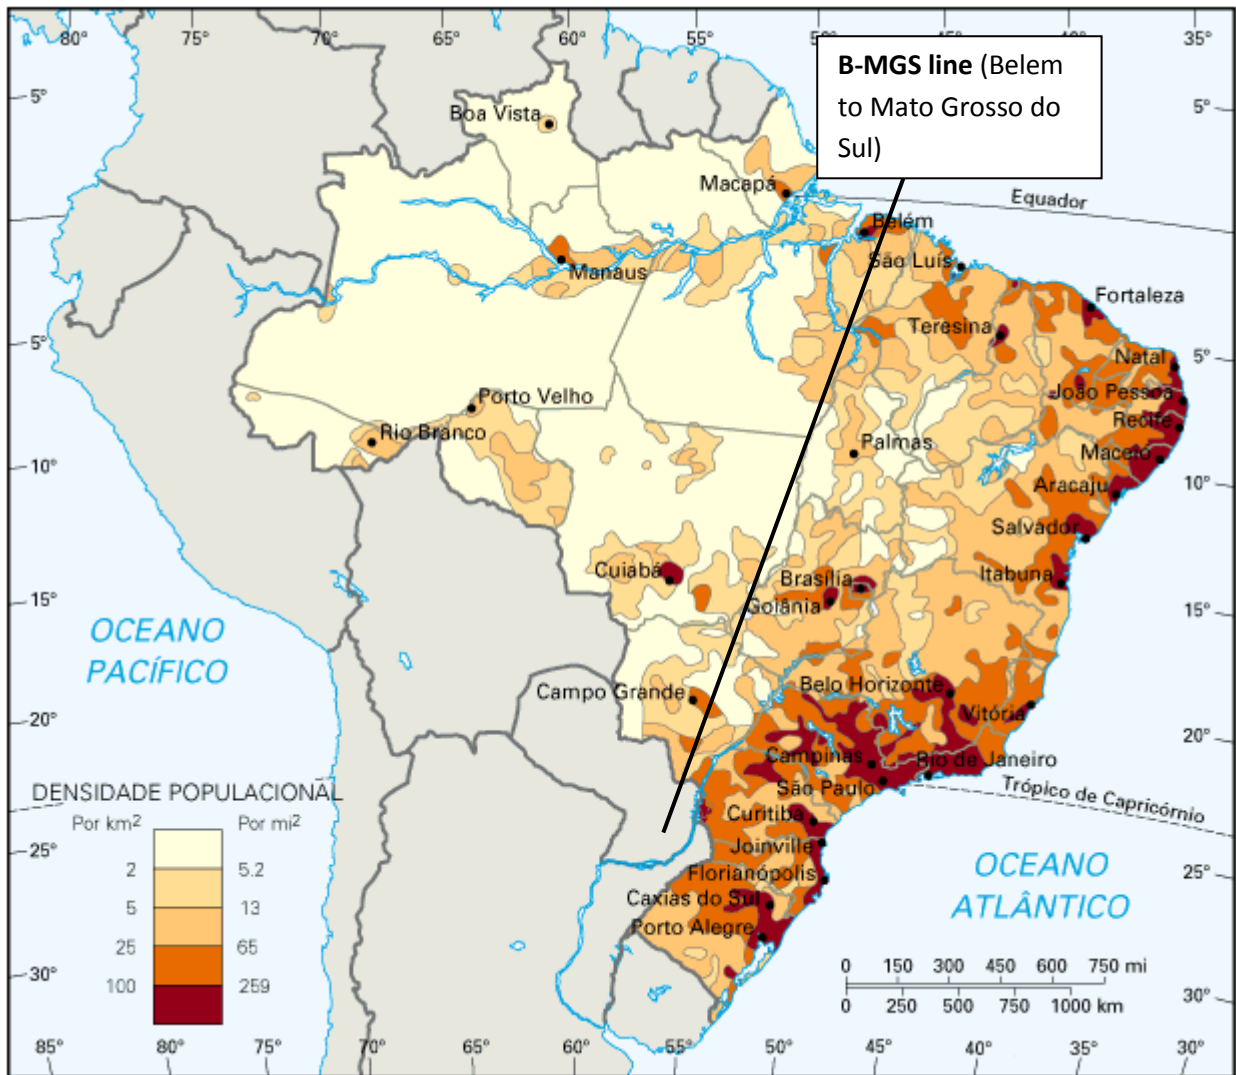 80°
75°
70°
65°
60°
55°
50°
45°
40°
35°
B-MGS line (Belem
to Mato Grosso do
Sul)
5°
5°
Boa Vista
Macapá
Equador
Belém
São Luís
Manaus
Fortaleza
Teresina
5°
5°
Natal
João Pessoa
Porto Velho
Recife
Rio Branco
Palmas
Maceió
10°
10°
Aracaju
Salvador
Cuiabá
Brasília
Itabuna
Goiânia
15°
15°
OCEANO
PACÍFICO
Campo Grande
Belo Horizonte
Vitória
20°
20°
Campinas
Rio de Janeiro
São Paulo
Trópico de Capricórnio
DENSIDADE POPULACIONAL
Por km2
Por mi2
Curitiba
Joinville
25°
25°
Florianópolis
OCEANO
ATLÂNTICO
Caxias do Sul
Porto Alegre
2
5.2
5
13
25
65
100
259
30°
30°
0 150 300 450 600 750 mi
0 250 500 750 1000 km
85°
80°
75°
70°
65°
60°
55°
50°
45°
40°
35°
30°